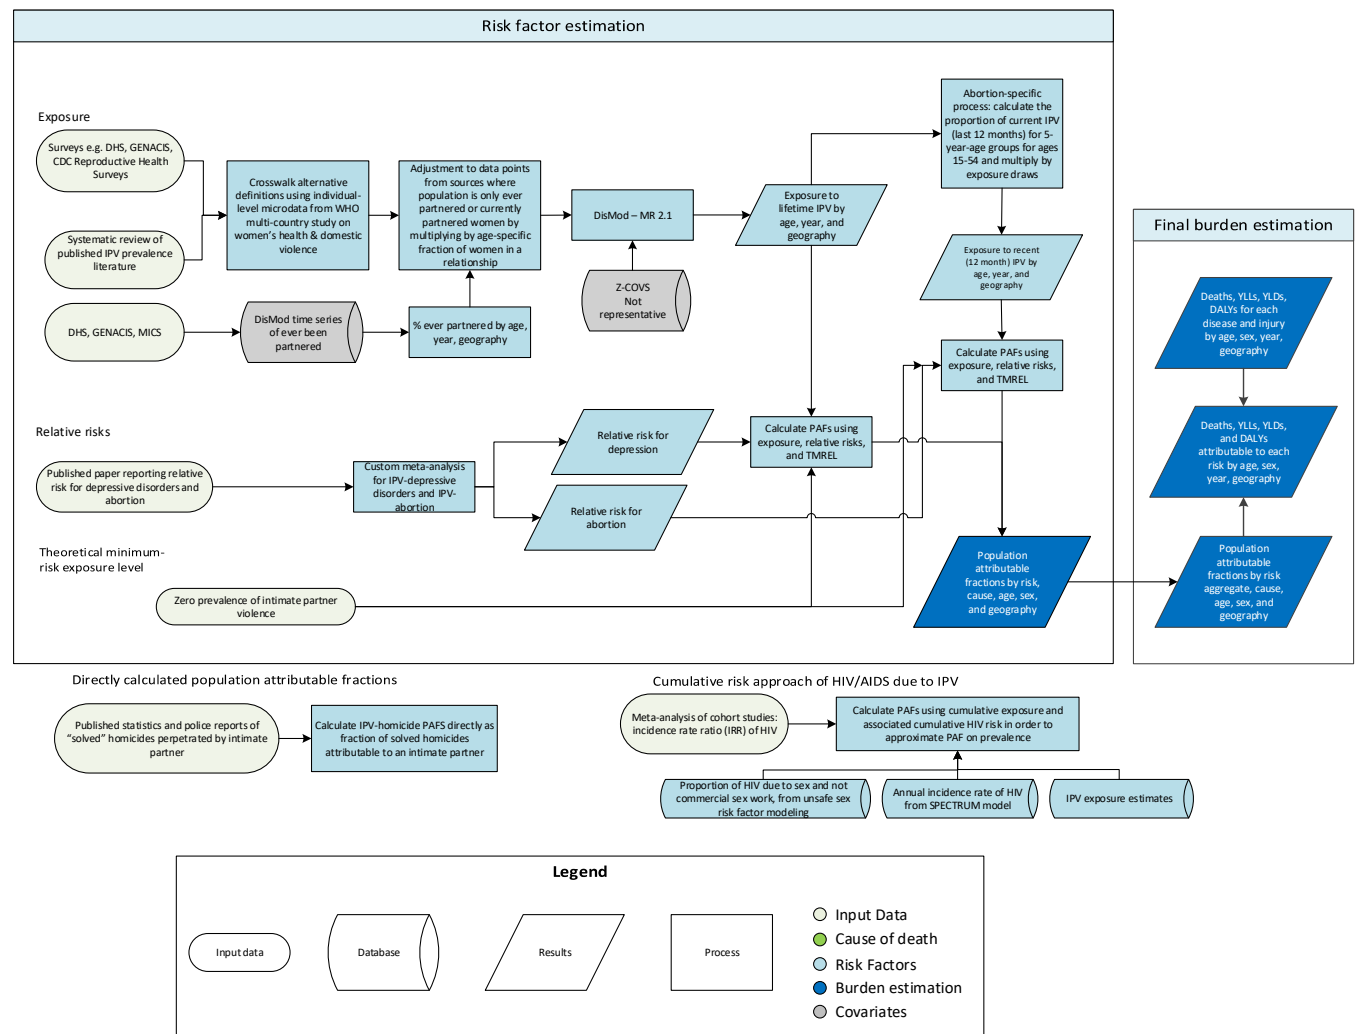 Risk factor estimation
Exposure
Surveys e.g. DHS, GENACIS,
CDC Reproductive Health
Surveys
Systematic review of
published IPV prevalence
literature
DHS, GENACIS, MICS
Crosswalk alternative
definitions using individual-
level microdata from WHO
multi-country study on
women's health & domestic
violence
DisMod time series
of ever been
partnered
Adjustment to data points
from sources where
population is only ever
partnered or currently
partnered women by
multiplying by age-specific
fraction of women in a
relationship
% ever partnered by age,
year, geography
DisMod – MR 2.1
Z-COVS
Not
representative
Exposure to
lifetime IPV by
age, year, and
geography
Abortion-specific
process: calculate the
proportion of current IPV
(last 12 months) for 5-
year-age groups for ages
15-54 and multiply by
exposure draws
Exposure to recent
(12 month) IPV by
age, year, and
geography
Calculate PAFs using
exposure, relative risks,
and TMREL
Relative risks
Published paper reporting relative
risk for depressive disorders and
abortion
Custom meta-analysis
for IPV-depressive
disorders and IPV-
abortion
Relative risk for
depression
Relative risk for
abortion
Calculate PAFs using
exposure, relative risks,
and TMREL
Theoretical minimum-
risk exposure level
Zero prevalence of intimate partner
violence
Population
attributable
fractions by risk,
cause, age, sex,
and geography
Final burden estimation
Deaths, YLLs, YLDs,
DALYs for each
disease and injury
by age, sex, year,
geography
Deaths, YLLs, YLDs,
and DALYs
attributable to each
risk by age, sex,
year, geography
Population
attributable
fractions by risk
aggregate, cause,
age, sex, and
geography
Directly calculated population attributable fractions
Published statistics and police reports of
"solved" homicides perpetrated by intimate
partner
Calculate IPV-homicide PAFS directly as
fraction of solved homicides
attributable to an intimate partner
Cumulative risk approach of HIV/AIDS due to IPV
Meta-analysis of cohort studies:
incidence rate ratio (IRR) of HIV
Calculate PAFs using cumulative exposure and
associated cumulative HIV risk in order to
approximate PAF on prevalence
Proportion of HIV due to sex and not
commercial sex work, from unsafe sex
risk factor modeling
Annual incidence rate of HIV
from SPECTRUM model
IPV exposure estimates
Legend
Input data
Database
Results
Process
Input Data
Cause of death
Risk Factors
Burden estimation
Covariates